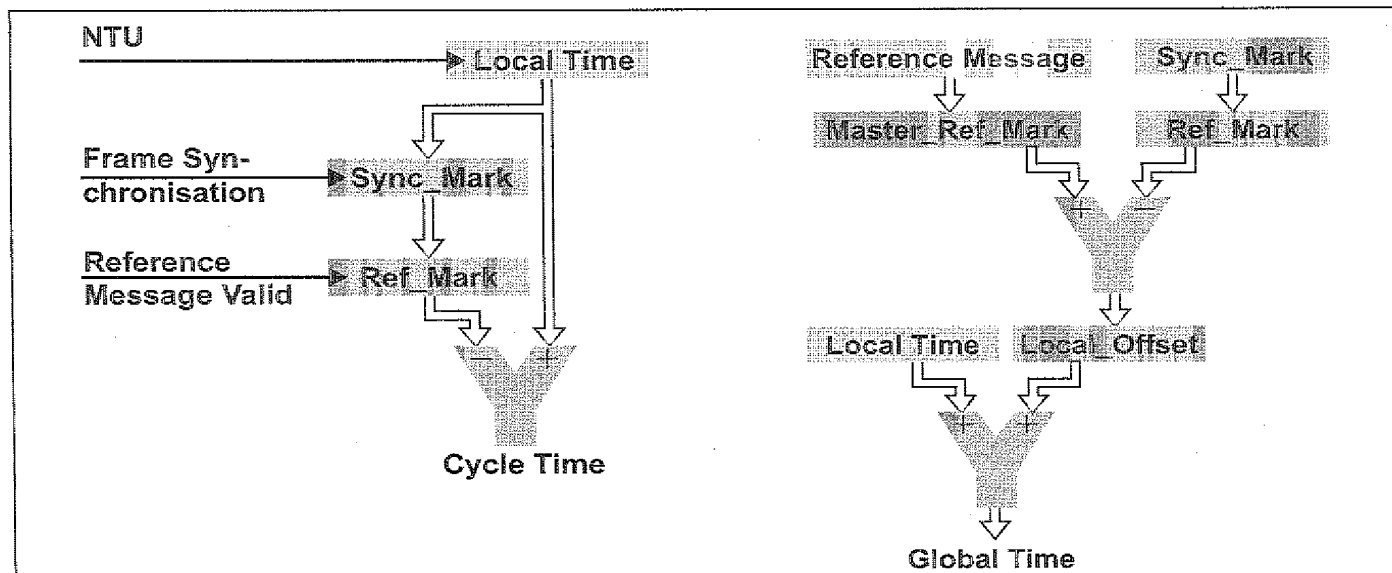 NTU
Local Time
Frame Syn-
chronisation
Sync_Mark
Reference
Message Valid
Ref_Mark
- +
Cycle Time
Reference Message
Sync_Mark
Master_Ref_Mark
Ref_Mark
+ -
Local Time
Local_Offset
+ +
Global Time